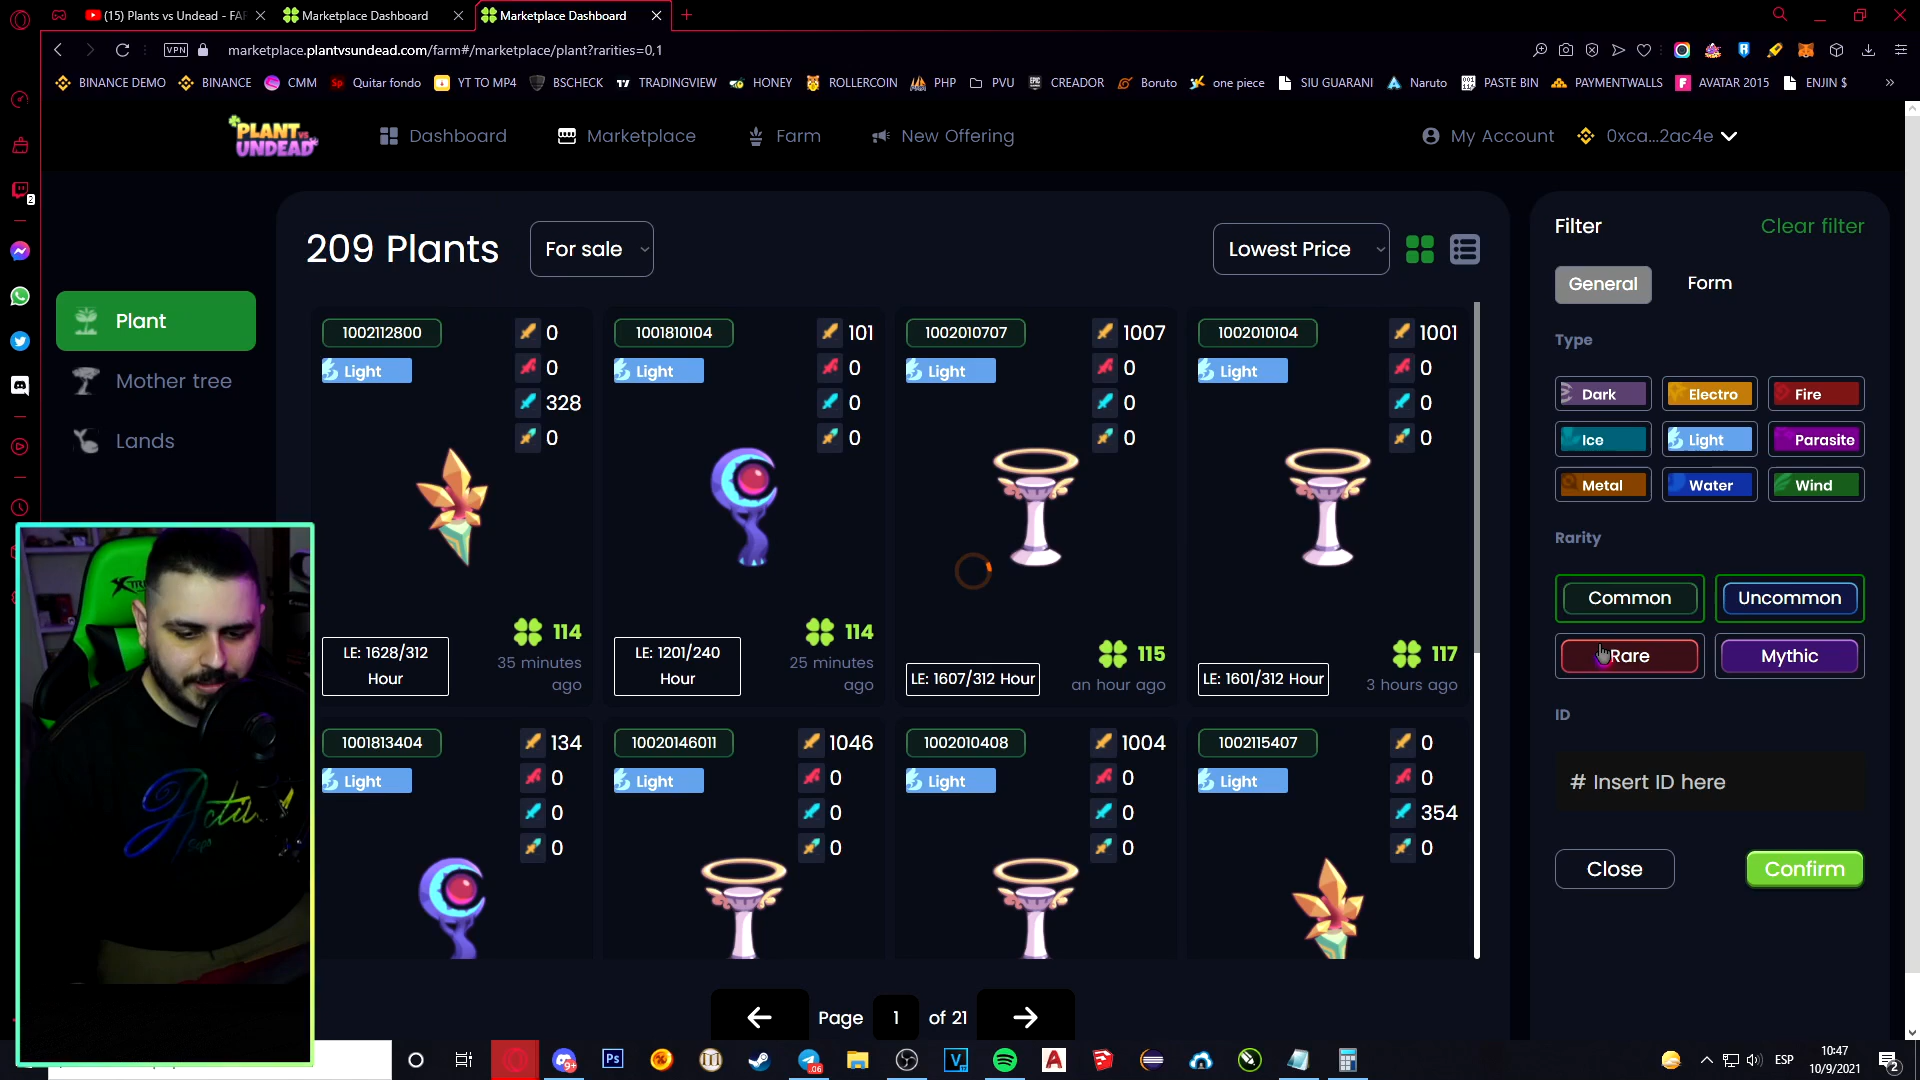 (15) Plants vs Undead - FAR
Marketplace Dashboard
Marketplace Dashboard
VPN
marketplace.plantvsundead.com/farm#/marketplace/plant?rarities=0,1
BINANCE DEMO
BINANCE
CMM
Quitar fondo
YT TO MP4
BSCHECK
TRADINGVIEW
HONEY
ROLLERCOIN
PHP
PVU
CREADOR
Boruto
one piece
SIU GUARANI
Naruto
PASTE BIN
PAYMENTWALLS
AVATAR 2015
ENJIN $
PLANT VS UNDEAD
Dashboard
Marketplace
Farm
New Offering
My Account
0xca...2ac4e
Plant
Mother tree
Lands
209 Plants
For sale
Lowest Price
1002112800
Light
0
0
328
0
LE: 1628/312 Hour
114
35 minutes ago
1001810104
Light
101
0
0
0
LE: 1201/240 Hour
114
25 minutes ago
1002010707
Light
1007
0
0
0
LE: 1607/312 Hour
115
an hour ago
1002010104
Light
1001
0
0
0
LE: 1601/312 Hour
117
3 hours ago
1001813404
Light
134
0
0
0
10020146011
Light
1046
0
0
0
1002010408
Light
1004
0
0
0
1002115407
Light
0
0
354
0
Page 1 of 21
Filter
Clear filter
General
Form
Type
Dark
Electro
Fire
Ice
Light
Parasite
Metal
Water
Wind
Rarity
Common
Uncommon
Rare
Mythic
ID
# Insert ID here
Close
Confirm
ESP
10:47
10/9/2021